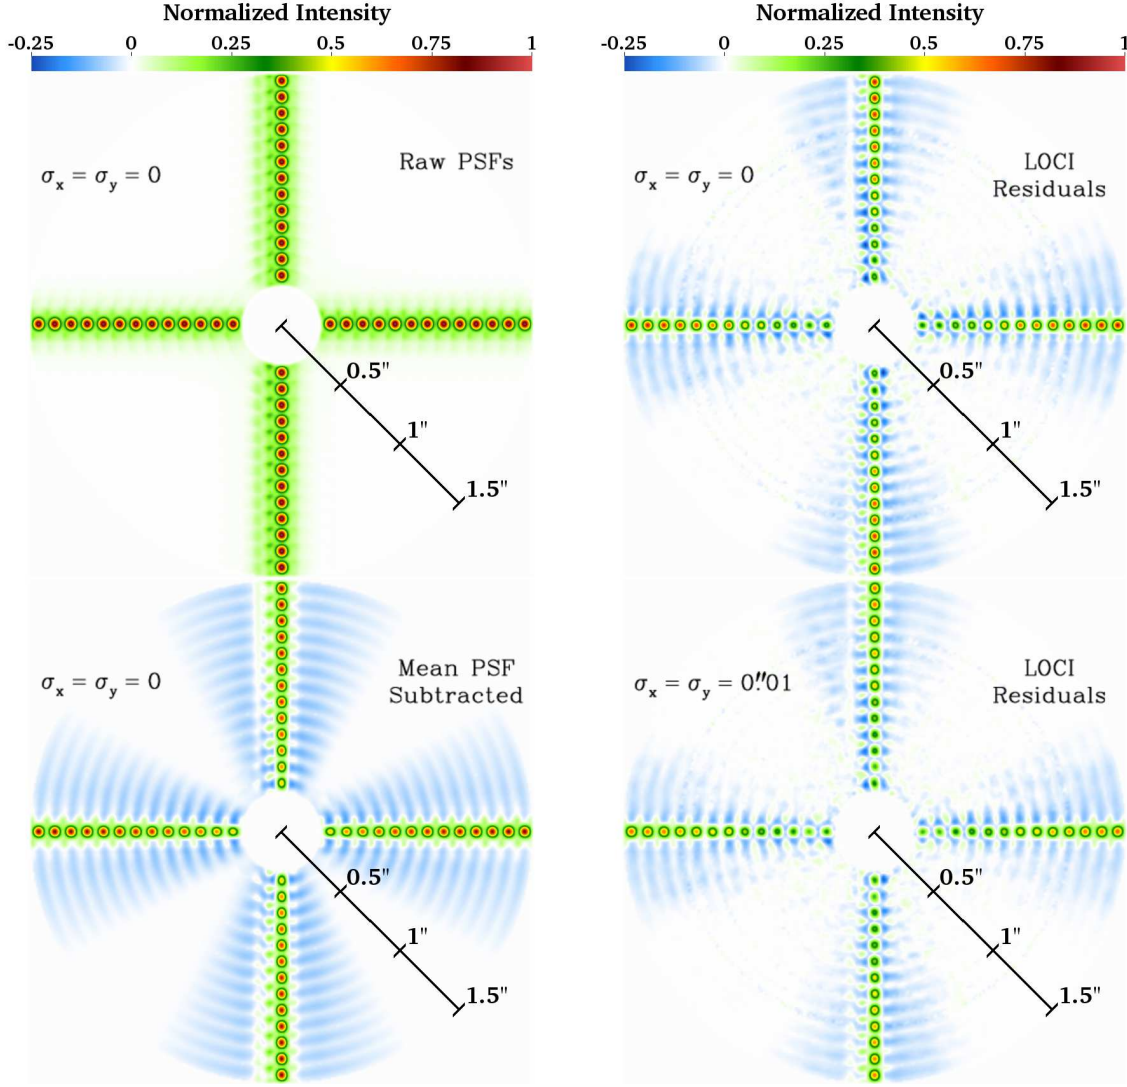 Normalized Intensity
-0.25 0 0.25 0.5 0.75 1
σx = σy = 0
Raw PSFs
0.5"
1"
1.5"
Normalized Intensity
-0.25 0 0.25 0.5 0.75 1
σx = σy = 0
LOCI
Residuals
0.5"
1"
1.5"
σx = σy = 0
Mean PSF
Subtracted
0.5"
1"
1.5"
σx = σy = 0".01
LOCI
Residuals
0.5"
1"
1.5"